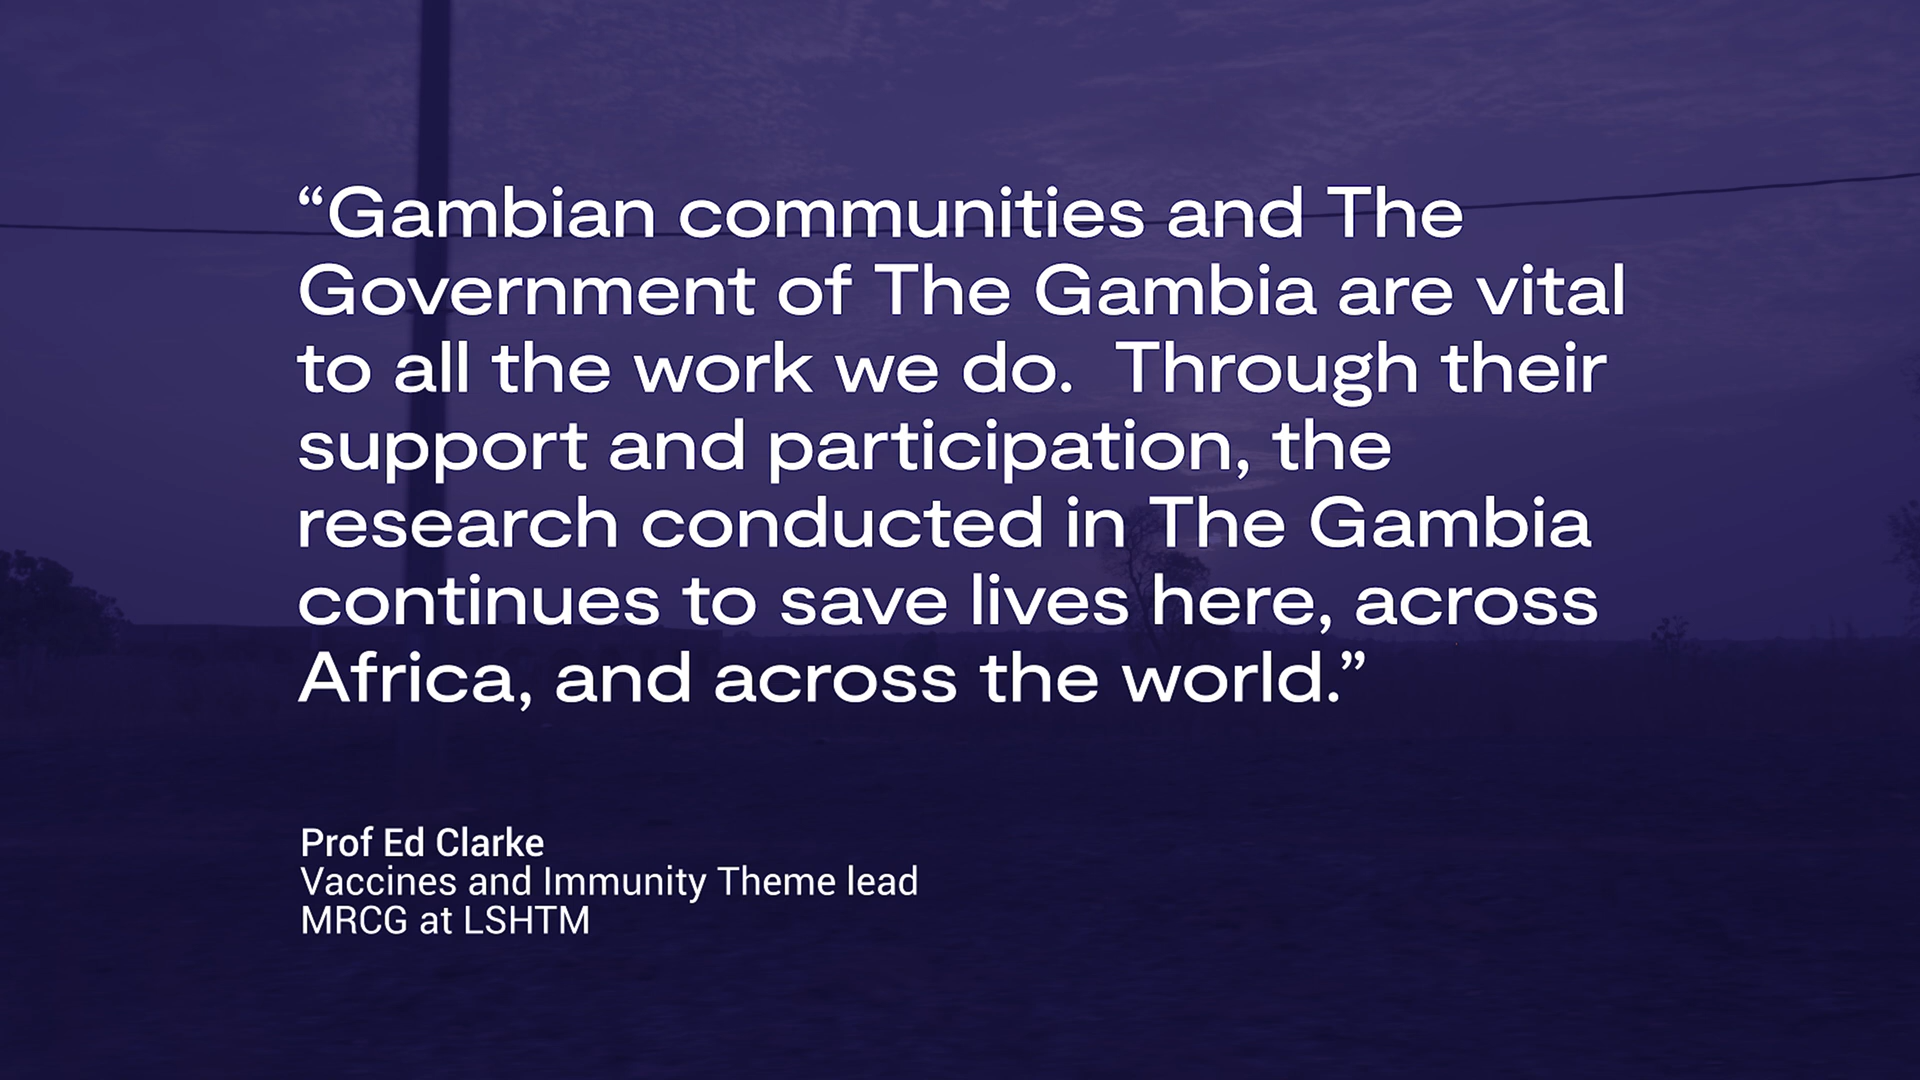 “Gambian communities and The
Government of The Gambia are vital
to all the work we do.  Through their
support and participation, the
research conducted in The Gambia
continues to save lives here, across
Africa, and across the world.”
Prof Ed Clarke
Vaccines and Immunity Theme lead
MRCG at LSHTM